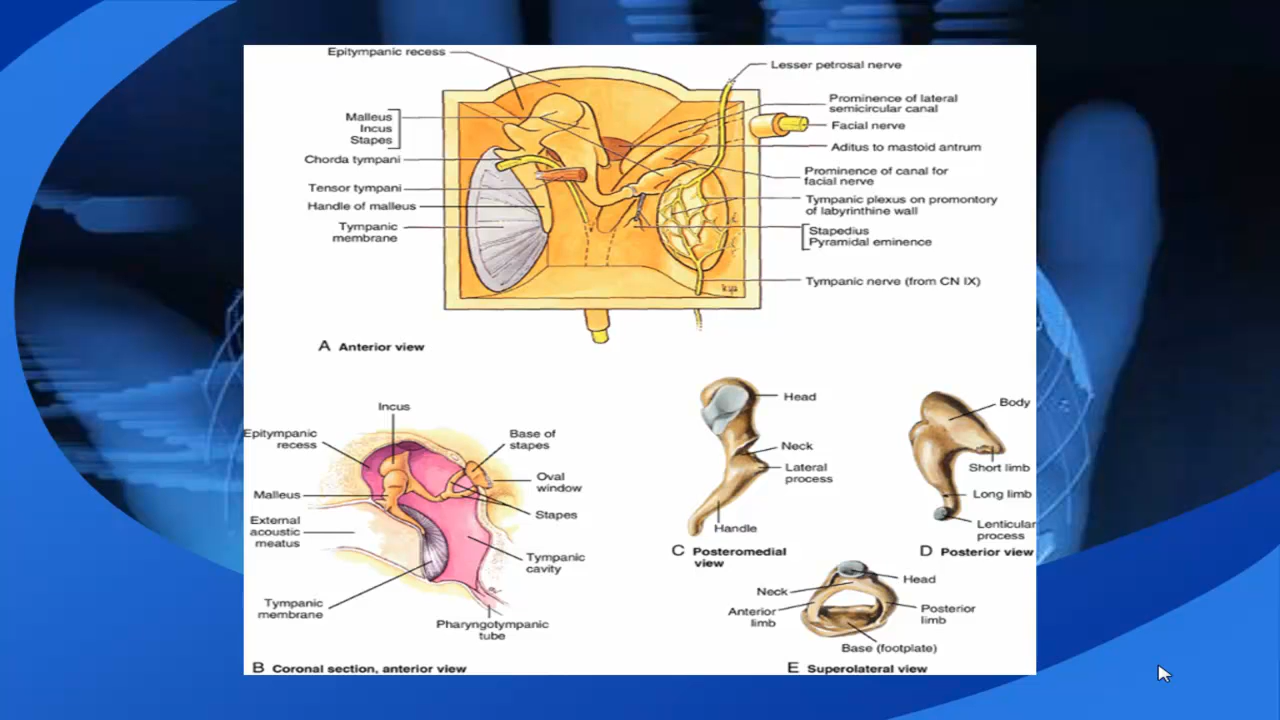 Epitympanic recess
Lesser petrosal nerve
Malleus
Incus
Stapes
Chorda tympani
Tensor tympani
Handle of malleus
Tympanic
membrane
Prominence of lateral
semicircular canal
Facial nerve
Aditus to mastoid antrum
Prominence of canal for
facial nerve
Tympanic plexus on promontory
of labyrinthine wall
Stapedius
Pyramidal eminence
Tympanic nerve (from CN IX)
A Anterior view
Incus
Epitympanic
recess
Malleus
External
acoustic
meatus
Tympanic
membrane
Base of
stapes
Oval
window
Stapes
Tympanic
cavity
Pharyngotympanic
tube
B Coronal section, anterior view
Head
Neck
Lateral
process
Handle
C Posteromedial
view
Body
Short limb
Long limb
Lenticular
process
D Posterior view
Head
Neck
Anterior
limb
Posterior
limb
Base (footplate)
E Superolateral view